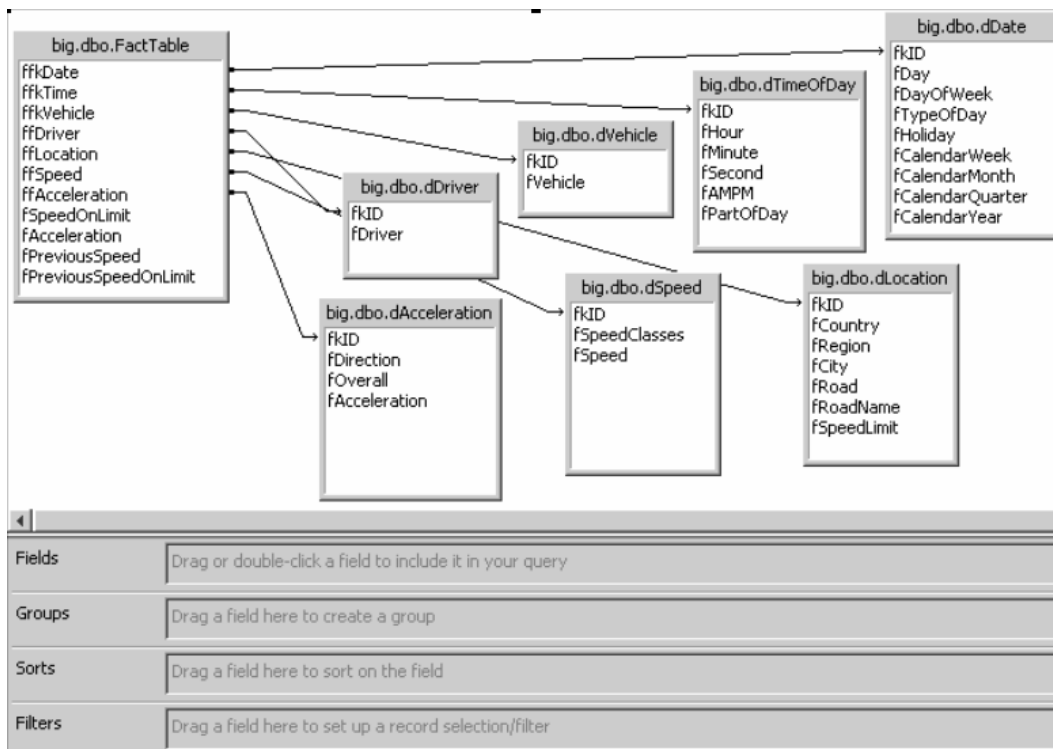 big.dbo.FactTable
ffkDate
ffkTime
ffkVehicle
ffDriver
ffLocation
ffSpeed
ffAcceleration
fSpeedOnLimit
fAcceleration
fPreviousSpeed
fPreviousSpeedOnLimit
big.dbo.dDate
fkID
fDay
fDayOfWeek
fTypeOfDay
fHoliday
fCalendarWeek
fCalendarMonth
fCalendarQuarter
fCalendarYear
big.dbo.dTimeOfDay
fkID
fHour
fMinute
fSecond
fAMPM
fPartOfDay
big.dbo.dVehicle
fkID
fVehicle
big.dbo.dDriver
fkID
fDriver
big.dbo.dAcceleration
fkID
fDirection
fOverall
fAcceleration
big.dbo.dSpeed
fkID
fSpeedClasses
fSpeed
big.dbo.dLocation
fkID
fCountry
fRegion
fCity
fRoad
fRoadName
fSpeedLimit
Fields
Drag or double-click a field to include it in your query
Groups
Drag a field here to create a group
Sorts
Drag a field here to sort on the field
Filters
Drag a field here to set up a record selection/filter